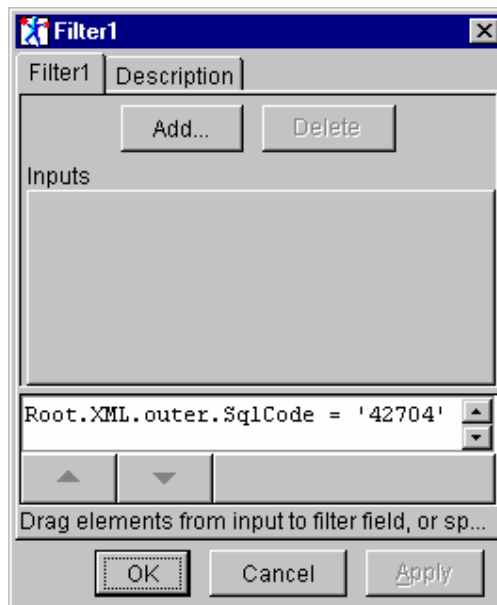 Filter1
Filter1 Description
Add... Delete
Inputs
Root.XML.outer.SqlCode = '42704'
Drag elements from input to filter field, or sp...
OK Cancel Apply